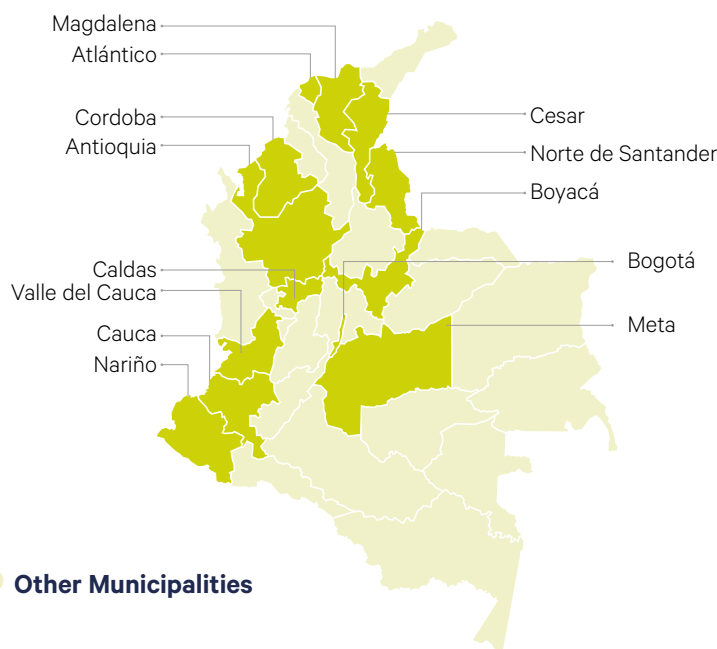 Magdalena
Atlántico
Cordoba
Antioquia
Cesar
Norte de Santander
Boyacá
Caldas
Valle del Cauca
Cauca
Nariño
Bogotá
Meta
Other Municipalities